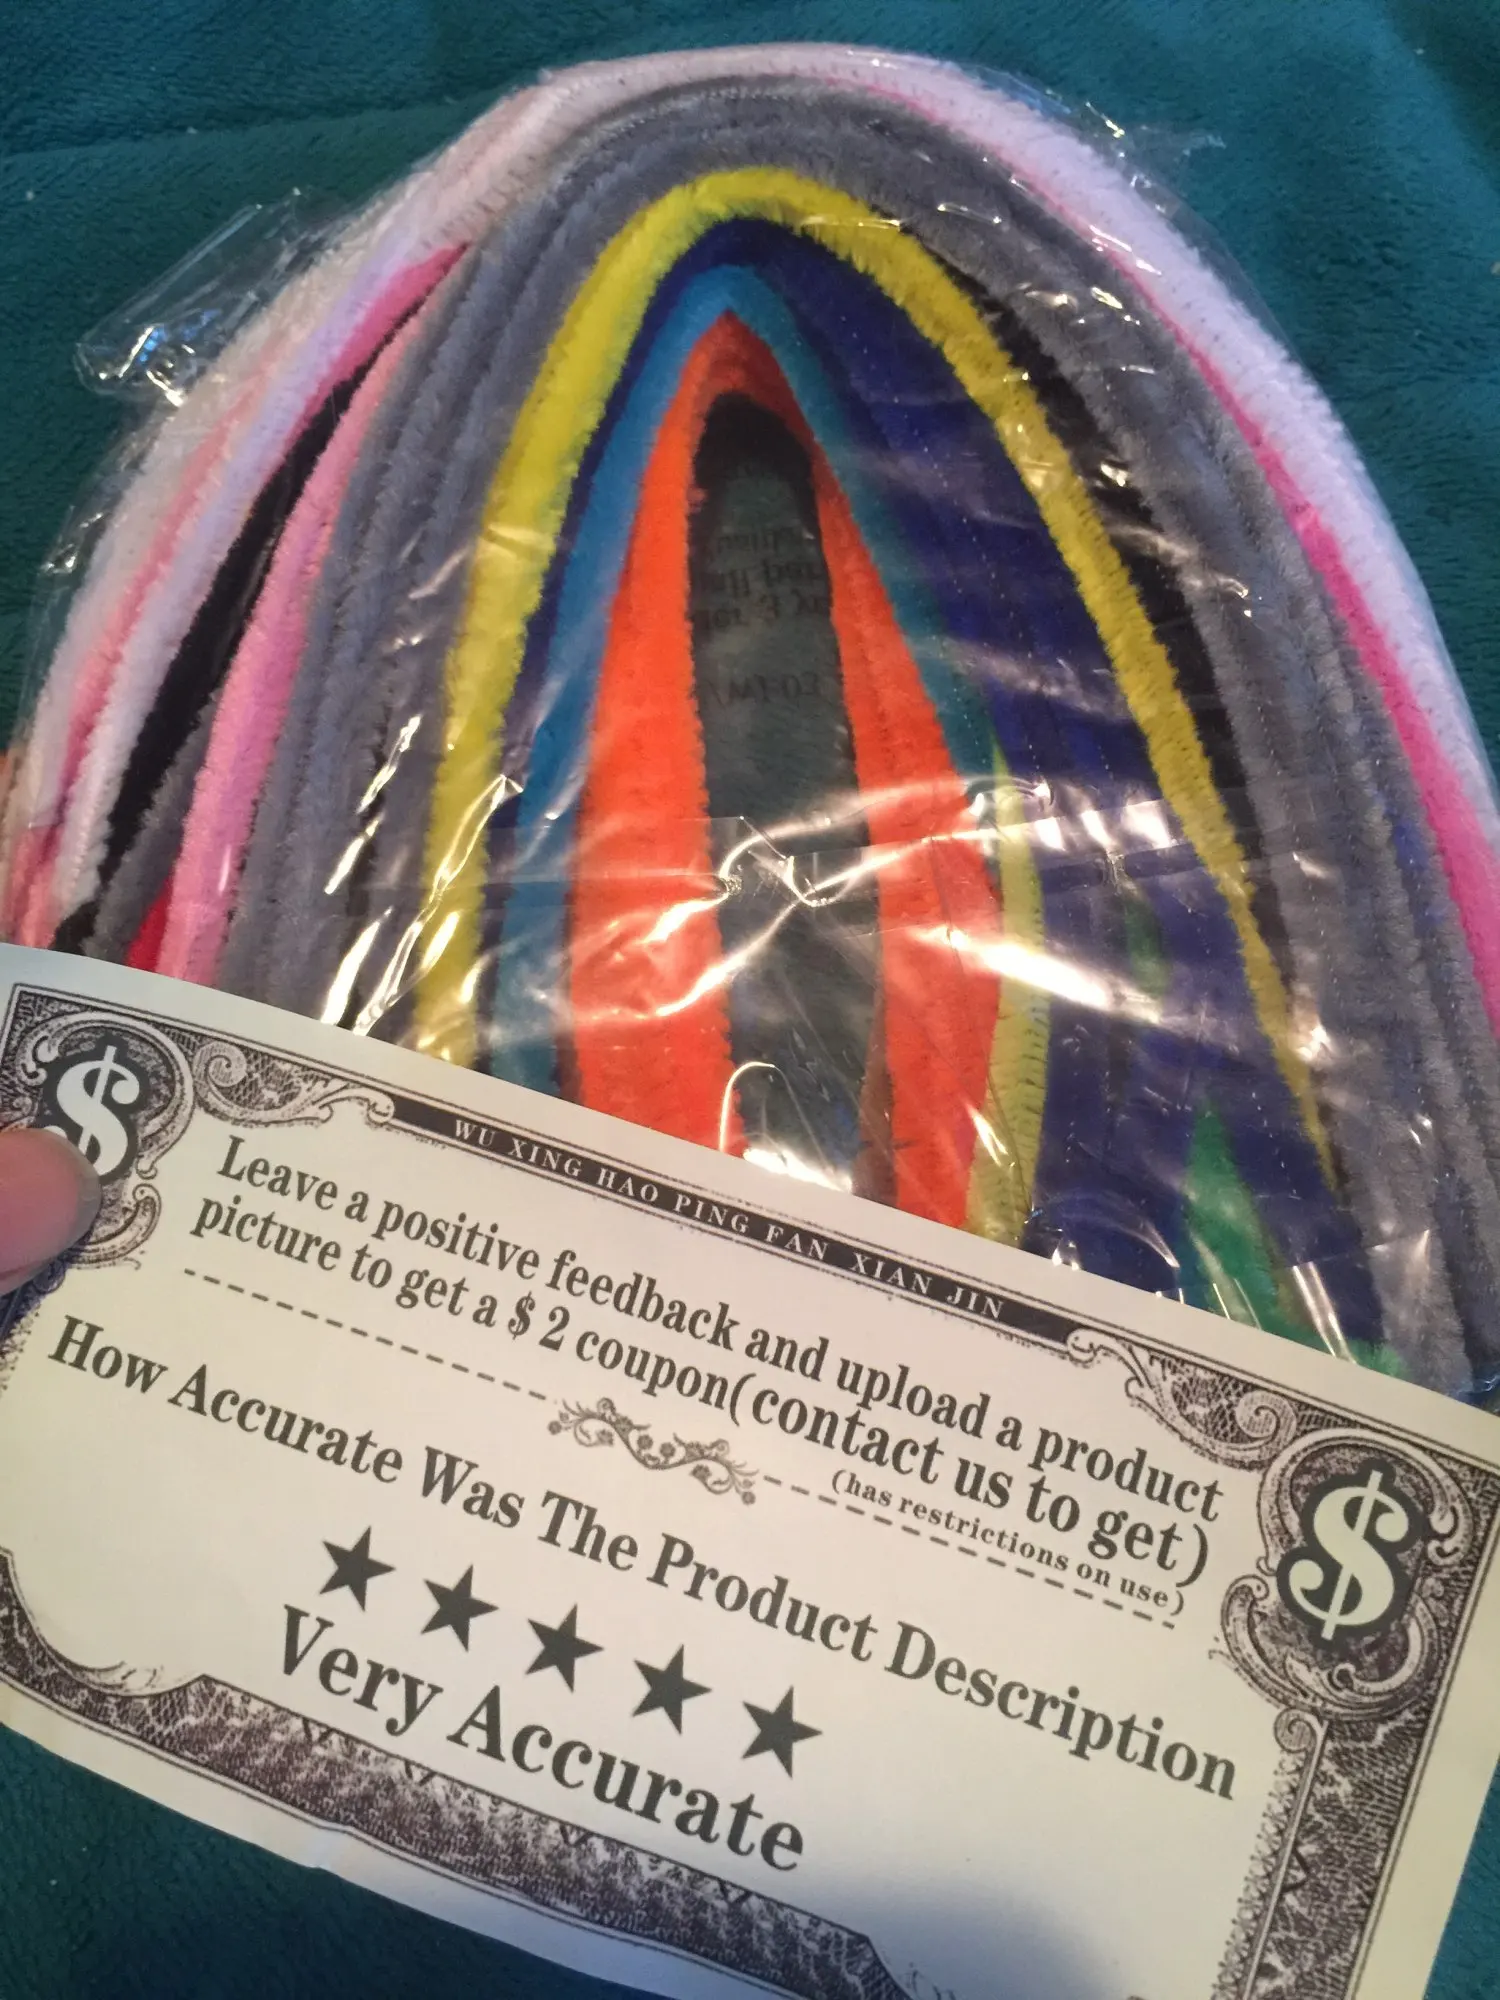 WU XING HAO PING FAN XIAN JIN
Leave a positive feedback and upload a product
picture to get a $ 2 coupon(contact us to get)
(has restrictions on use)
How Accurate Was The Product Description
Very Accurate